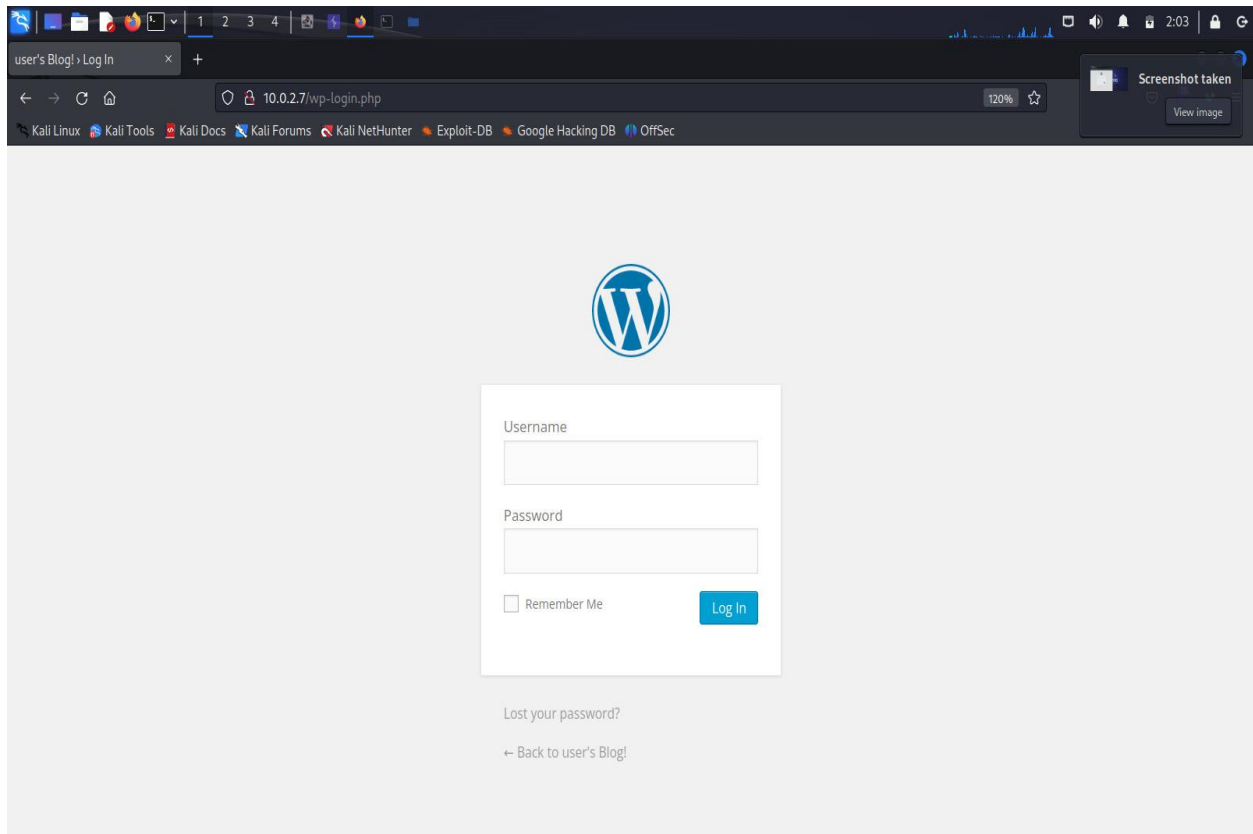 1 2 3 4 2:03
user's Blog! › Log In × +
Screenshot taken
10.0.2.7/wp-login.php 120%
View image
Kali Linux Kali Tools Kali Docs Kali Forums Kali NetHunter Exploit-DB Google Hacking DB OffSec
Username
Password
Remember Me Log In
Lost your password?
← Back to user's Blog!